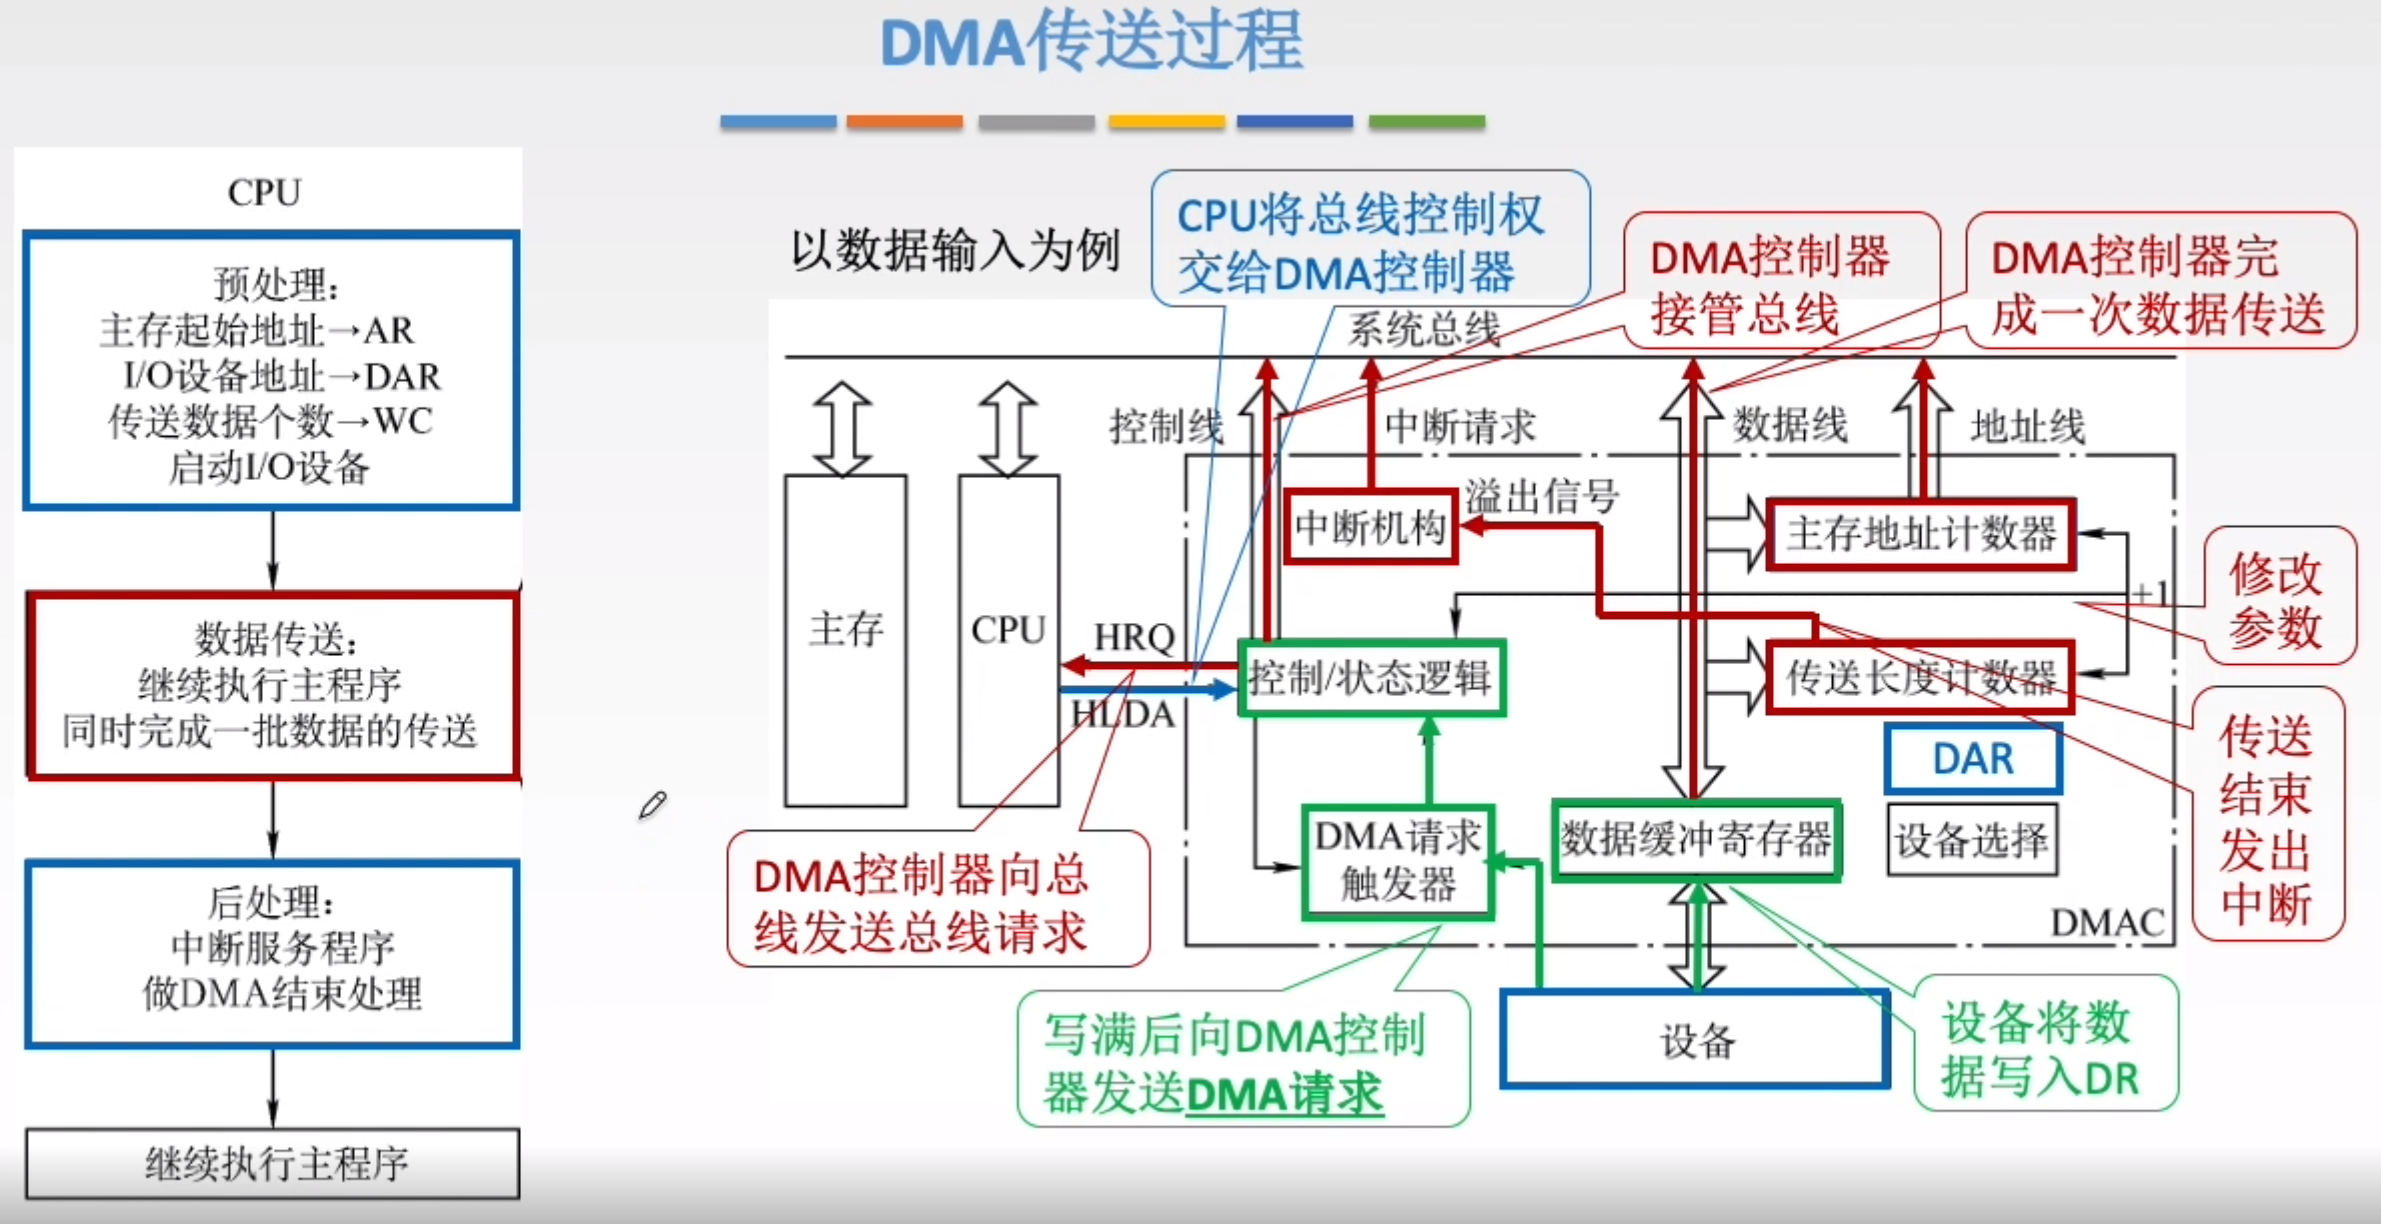 DMA传送过程
CPU
预处理：
主存起始地址→AR
I/O设备地址→DAR
传送数据个数→WC
启动I/O设备
数据传送：
继续执行主程序
同时完成一批数据的传送
后处理：
中断服务程序
做DMA结束处理
继续执行主程序
以数据输入为例
CPU将总线控制权
交给DMA控制器
DMA控制器
接管总线
DMA控制器完
成一次数据传送
系统总线
控制线
中断请求
数据线
地址线
溢出信号
中断机构
主存地址计数器
修改
参数
+1
主存
CPU
HRQ
HLDA
控制/状态逻辑
传送长度计数器
DAR
传送
结束
发出
中断
DMA请求
触发器
数据缓冲寄存器
设备选择
DMAC
DMA控制器向总
线发送总线请求
写满后向DMA控制
器发送DMA请求
设备
设备将数
据写入DR